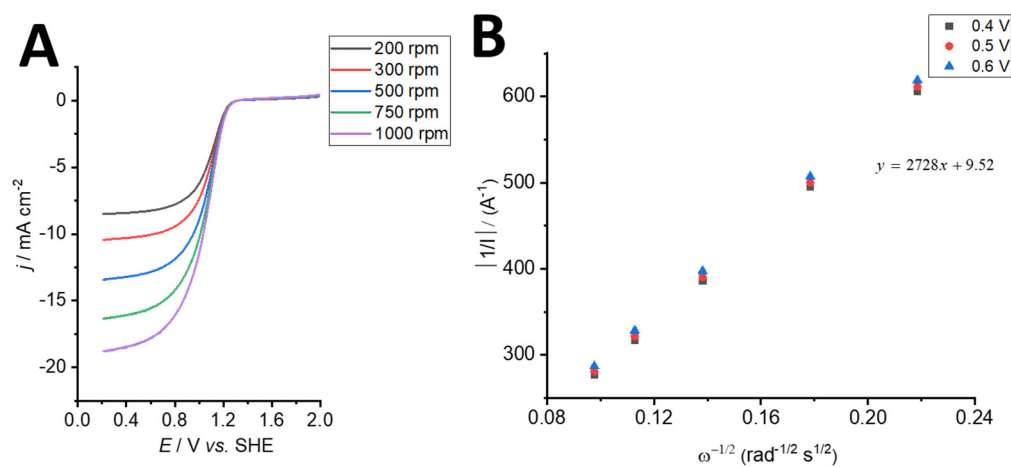 A
200 rpm
300 rpm
500 rpm
750 rpm
1000 rpm
0
-5
-10
-15
-20
j / mA cm-2
0.0 0.4 0.8 1.2 1.6 2.0
E / V vs. SHE
B
0.4 V
0.5 V
0.6 V
600
500
400
300
|1/I| / (A-1)
y = 2728x + 9.52
0.08 0.12 0.16 0.20 0.24
ω−1/2 (rad-1/2 s1/2)